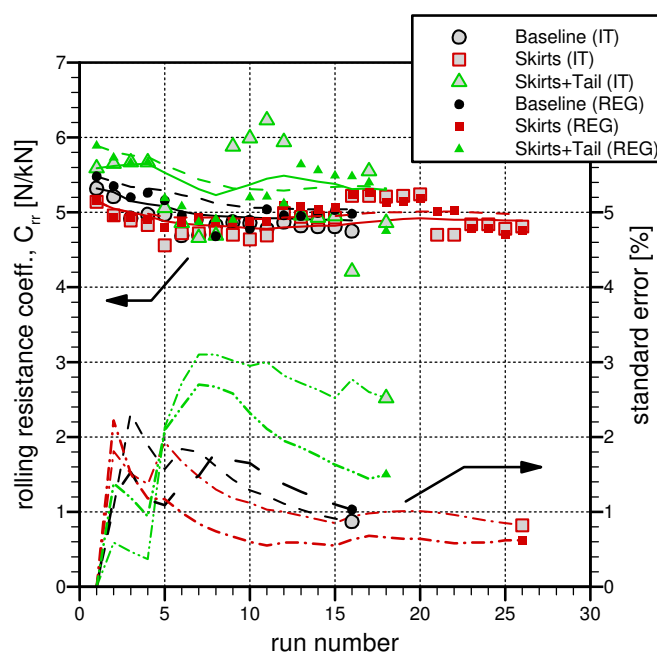 Baseline (IT)
Skirts (IT)
Skirts+Tail (IT)
Baseline (REG)
Skirts (REG)
Skirts+Tail (REG)
rolling resistance coeff., C_rr [N/kN]
7
6
5
4
3
2
1
0
4
3
2
1
0
standard error [%]
0 5 10 15 20 25 30
run number